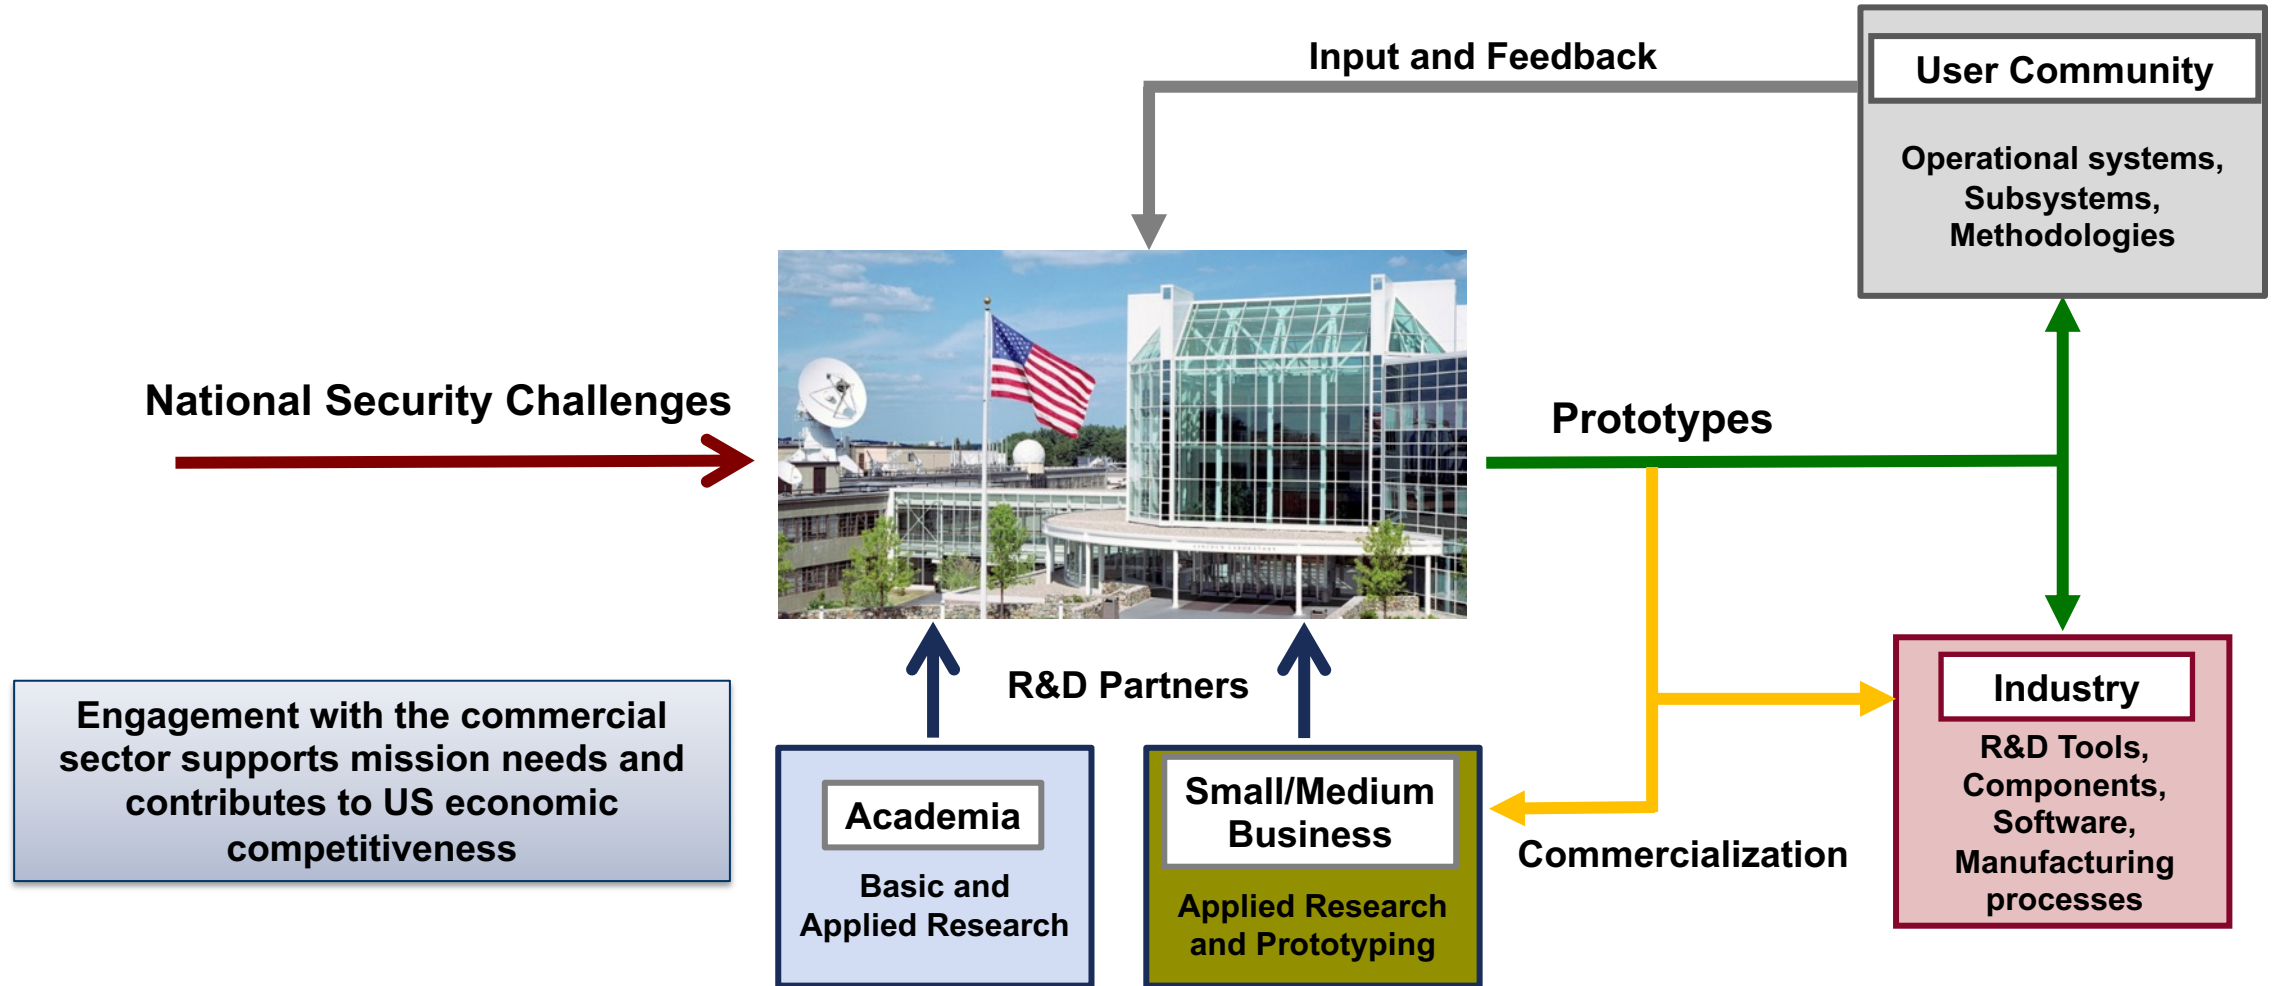 Input and Feedback
User Community
Operational systems,
Subsystems,
Methodologies
National Security Challenges
Prototypes
LINCOLN LABORATORY
R&D Partners
Engagement with the commercial
sector supports mission needs and
contributes to US economic
competitiveness
Academia
Basic and
Applied Research
Small/Medium
Business
Applied Research
and Prototyping
Commercialization
Industry
R&D Tools,
Components,
Software,
Manufacturing
processes